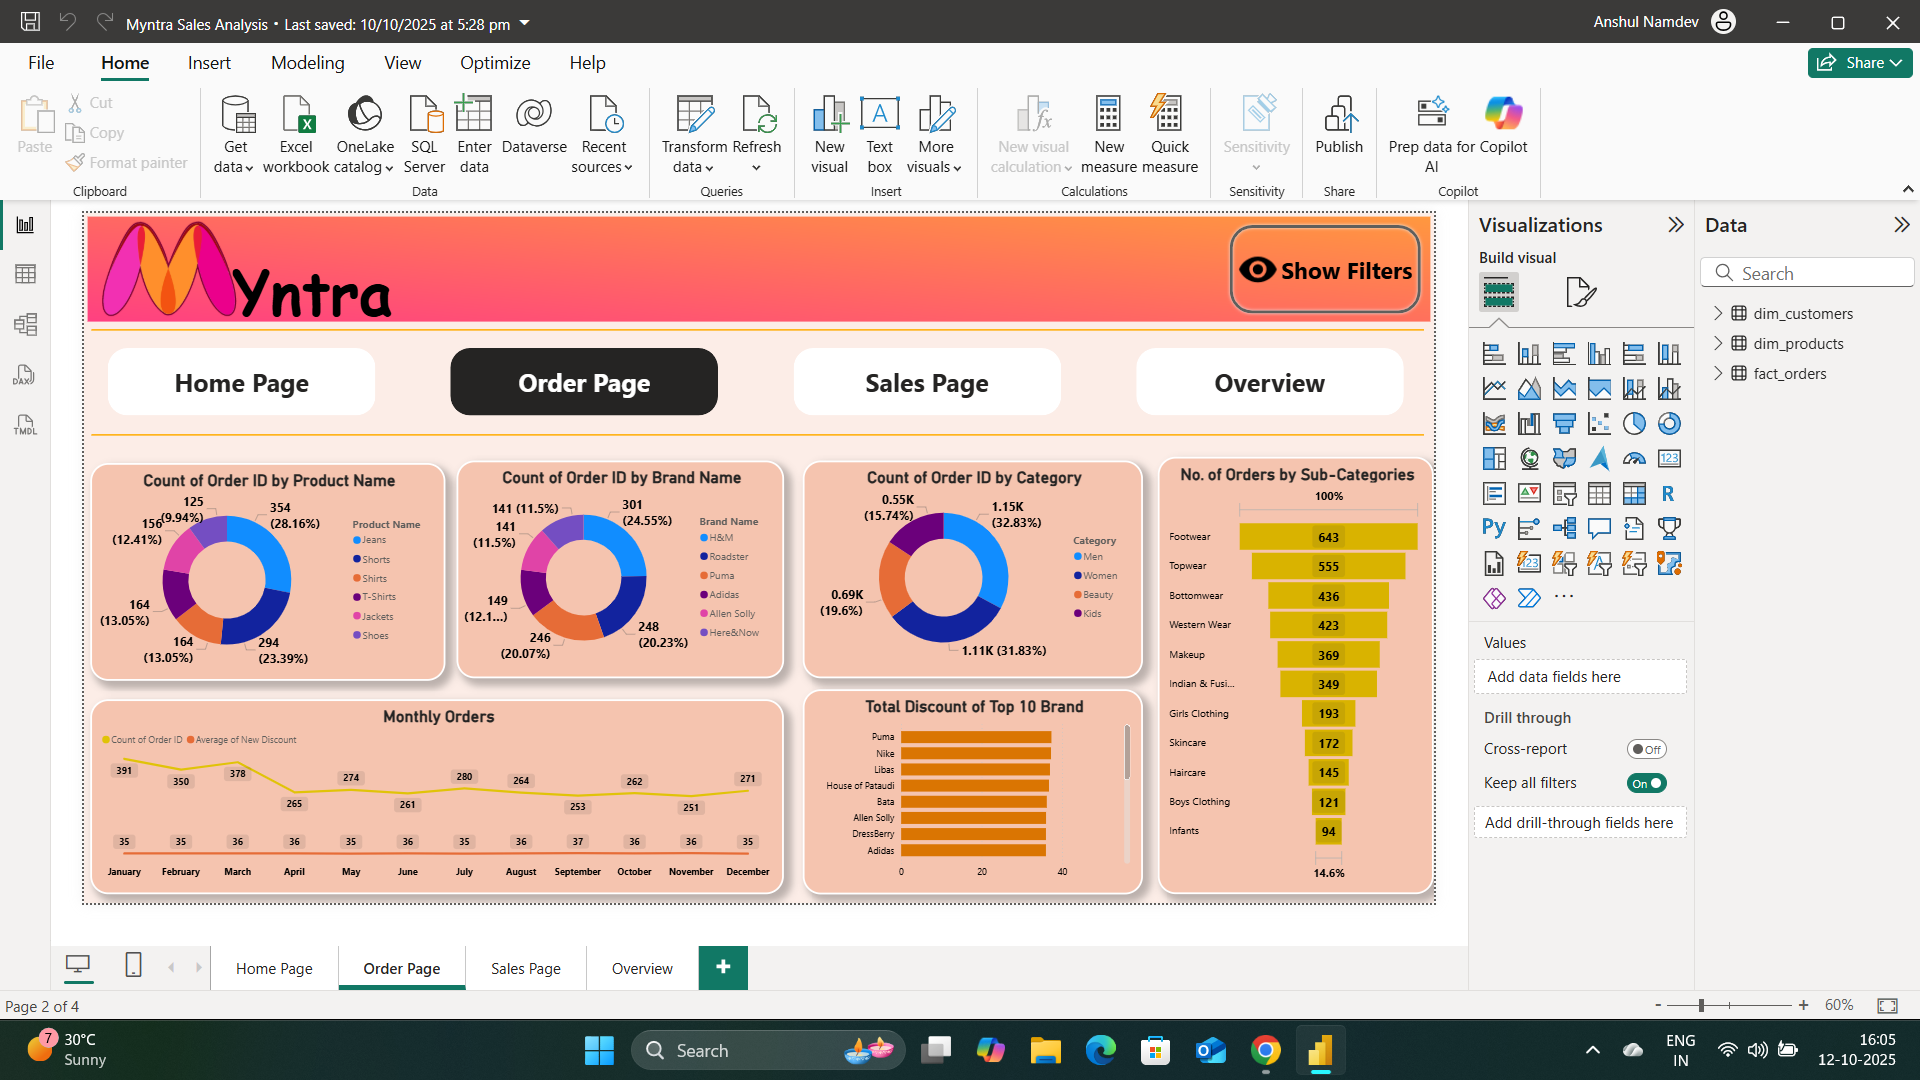 Myntra Sales Analysis • Last saved: 10/10/2025 at 5:28 pm
Anshul Namdev
File Home Insert Modeling View Optimize Help
Share
Paste
Cut
Copy
Format painter
Clipboard
Get data
Excel workbook
OneLake catalog
SQL Server
Enter data
Dataverse
Recent sources
Data
Transform data
Refresh
Queries
New visual
Text box
More visuals
Insert
New visual calculation
New measure
Quick measure
Calculations
Sensitivity
Sensitivity
Publish
Share
Prep data for AI
Copilot
Copilot
Yntra
Show Filters
Home Page
Order Page
Sales Page
Overview
Count of Order ID by Product Name
125
(9.94%)
354
(28.16%)
156
(12.41%)
164
(13.05%)
164
(13.05%)
294
(23.39%)
Product Name
Jeans
Shorts
Shirts
T-Shirts
Jackets
Shoes
Count of Order ID by Brand Name
141 (11.5%)
301
(24.55%)
141
(11.5%)
149
(12.1...)
246
(20.07%)
248
(20.23%)
Brand Name
H&M
Roadster
Puma
Adidas
Allen Solly
Here&Now
Count of Order ID by Category
0.55K
(15.74%)
1.15K
(32.83%)
0.69K
(19.6%)
1.11K (31.83%)
Category
Men
Women
Beauty
Kids
No. of Orders by Sub-Categories
100%
Footwear 643
Topwear 555
Bottomwear 436
Western Wear 423
Makeup 369
Indian & Fusi... 349
Girls Clothing 193
Skincare 172
Haircare 145
Boys Clothing 121
Infants 94
14.6%
Monthly Orders
Count of Order ID Average of New Discount
391 350 378 265 274 261 280 264 253 262 251 271
35 35 36 36 35 36 35 36 37 36 36 35
January February March April May June July August September October November December
Total Discount of Top 10 Brand
Puma
Nike
Libas
House of Pataudi
Bata
Allen Solly
DressBerry
Adidas
0 20 40
Visualizations
Build visual
123
R
Py
123
Values
Add data fields here
Drill through
Cross-report
Off
Keep all filters
On
Add drill-through fields here
Data
Search
dim_customers
dim_products
fact_orders
DAX
TMDL
Home Page
Order Page
Sales Page
Overview
+
Page 2 of 4
- + 60%
7
30°C
Sunny
Search
ENG
IN
16:05
12-10-2025